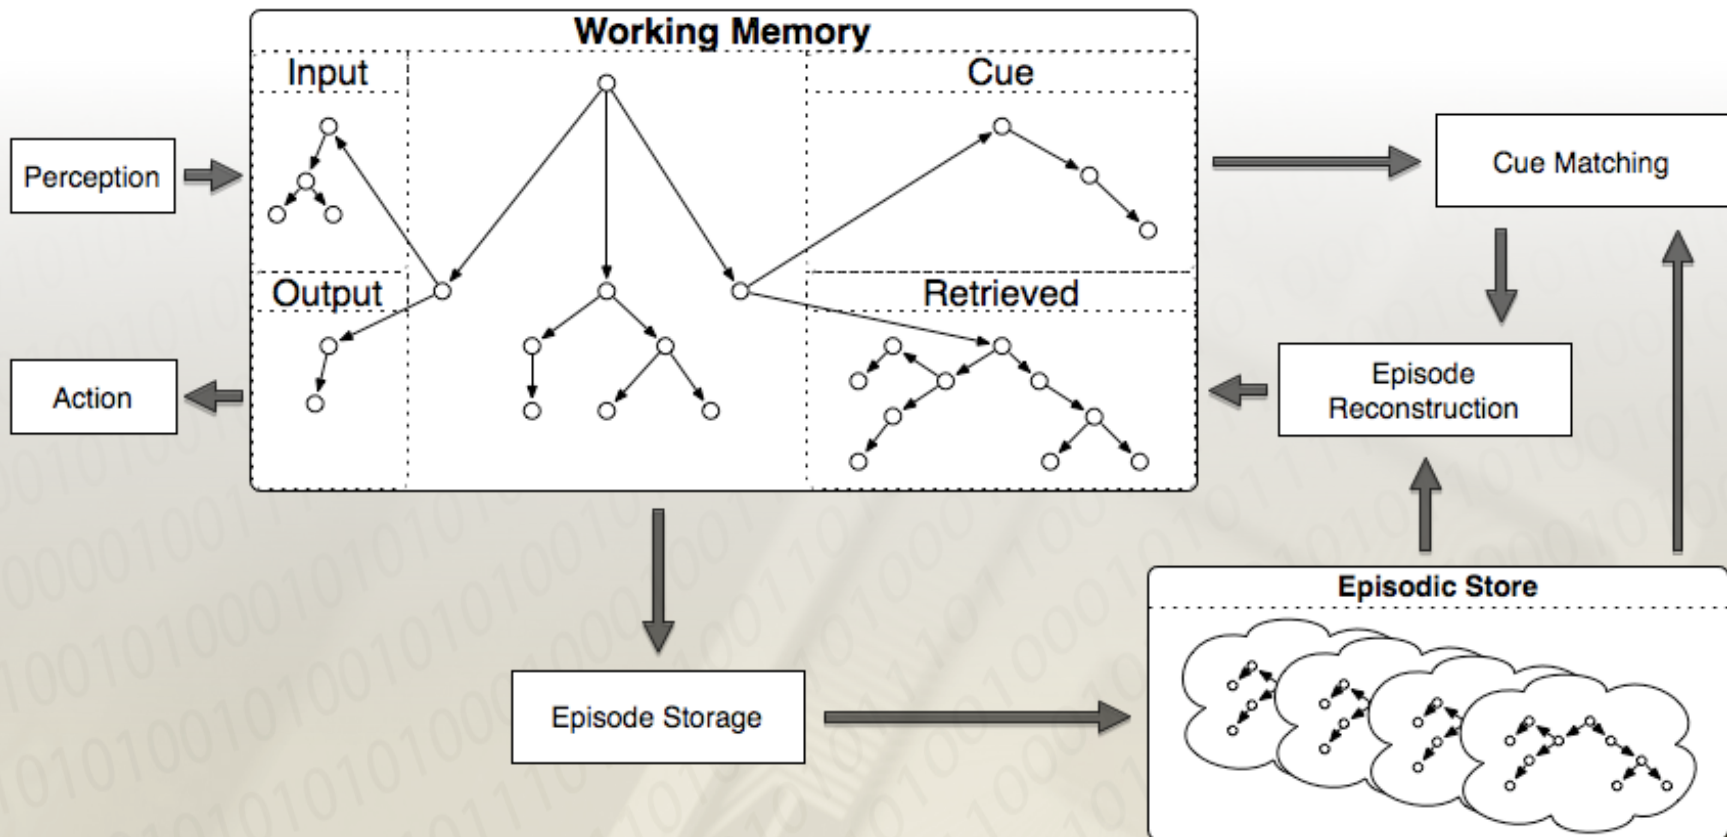 Working Memory
Input
Cue
Perception
Cue Matching
Output
Retrieved
Action
Episode
Reconstruction
Episodic Store
Episode Storage